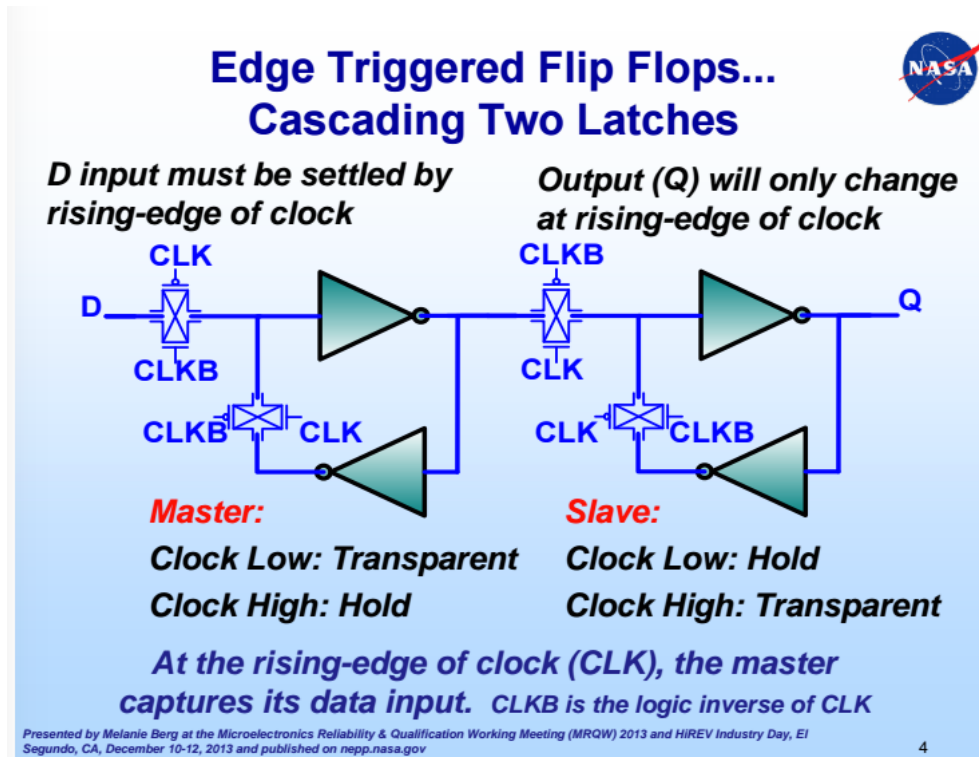 Edge Triggered Flip Flops...
Cascading Two Latches
NASA
D input must be settled by
rising-edge of clock
Output (Q) will only change
at rising-edge of clock
CLK
CLKB
D
Q
CLKB
CLK
CLKB
CLK
CLK
CLKB
Master:
Clock Low: Transparent
Clock High: Hold
Slave:
Clock Low: Hold
Clock High: Transparent
At the rising-edge of clock (CLK), the master
captures its data input. CLKB is the logic inverse of CLK
Presented by Melanie Berg at the Microelectronics Reliability & Qualification Working Meeting (MRQW) 2013 and HiREV Industry Day, El
Segundo, CA, December 10-12, 2013 and published on nepp.nasa.gov
4